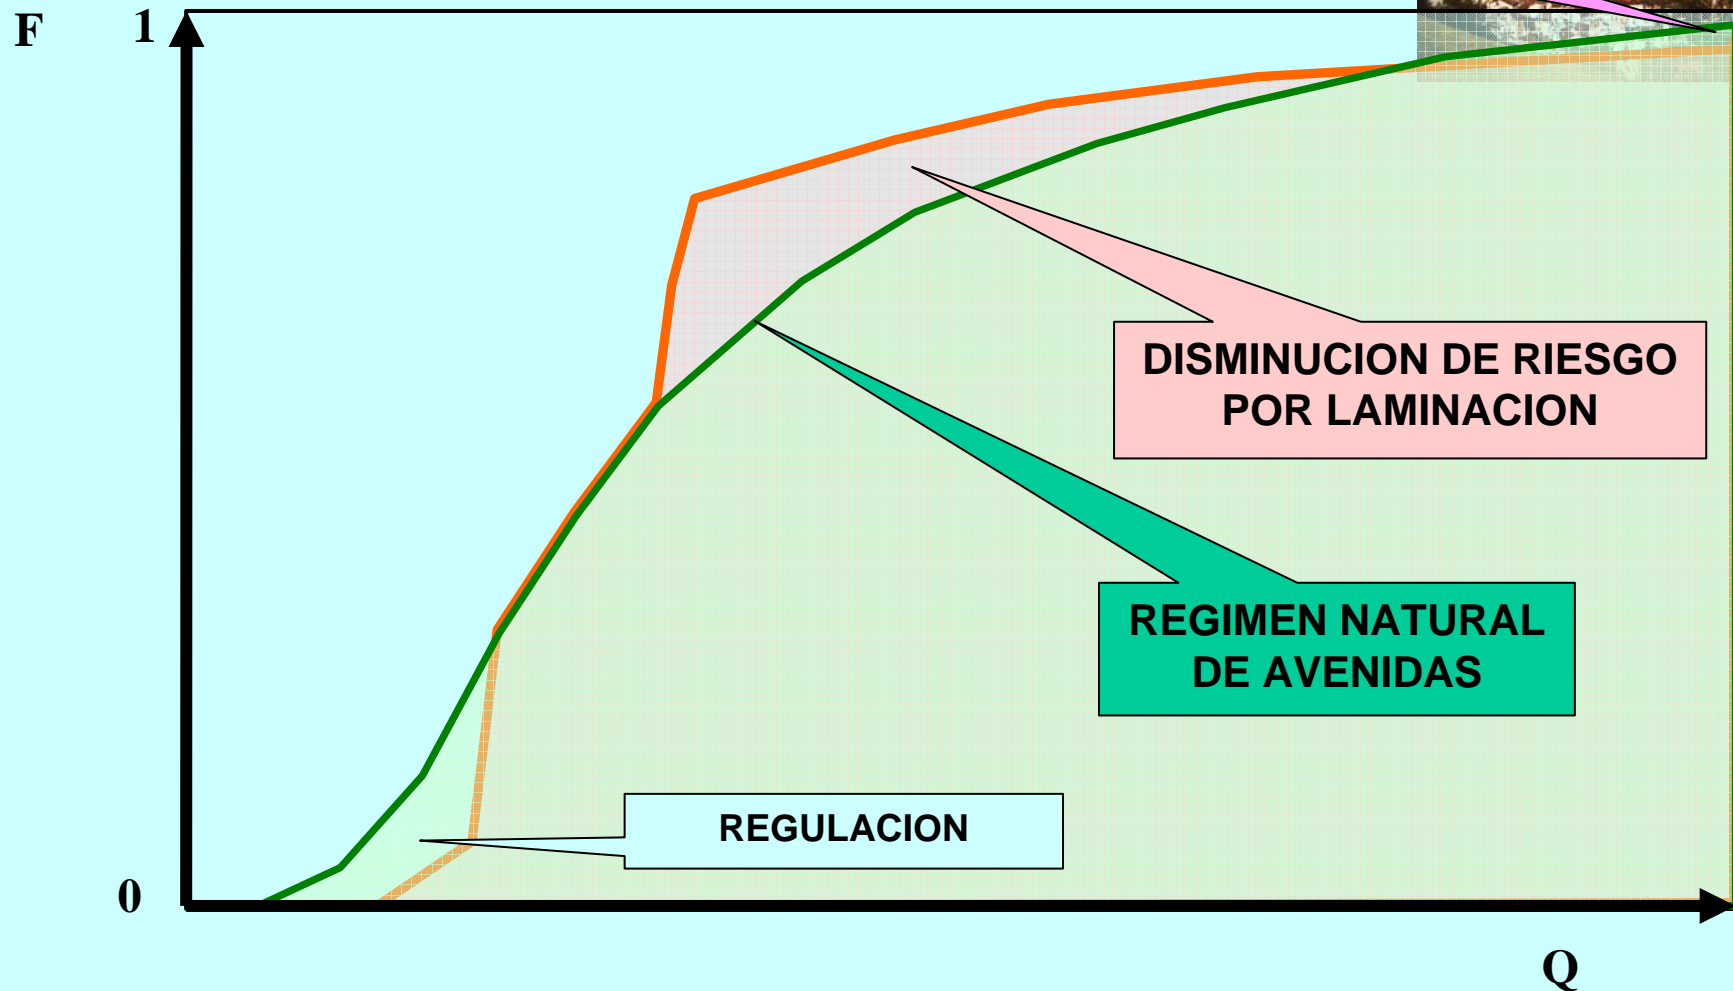 F
1
DISMINUCION DE RIESGO
POR LAMINACION
REGIMEN NATURAL
DE AVENIDAS
REGULACION
0
Q